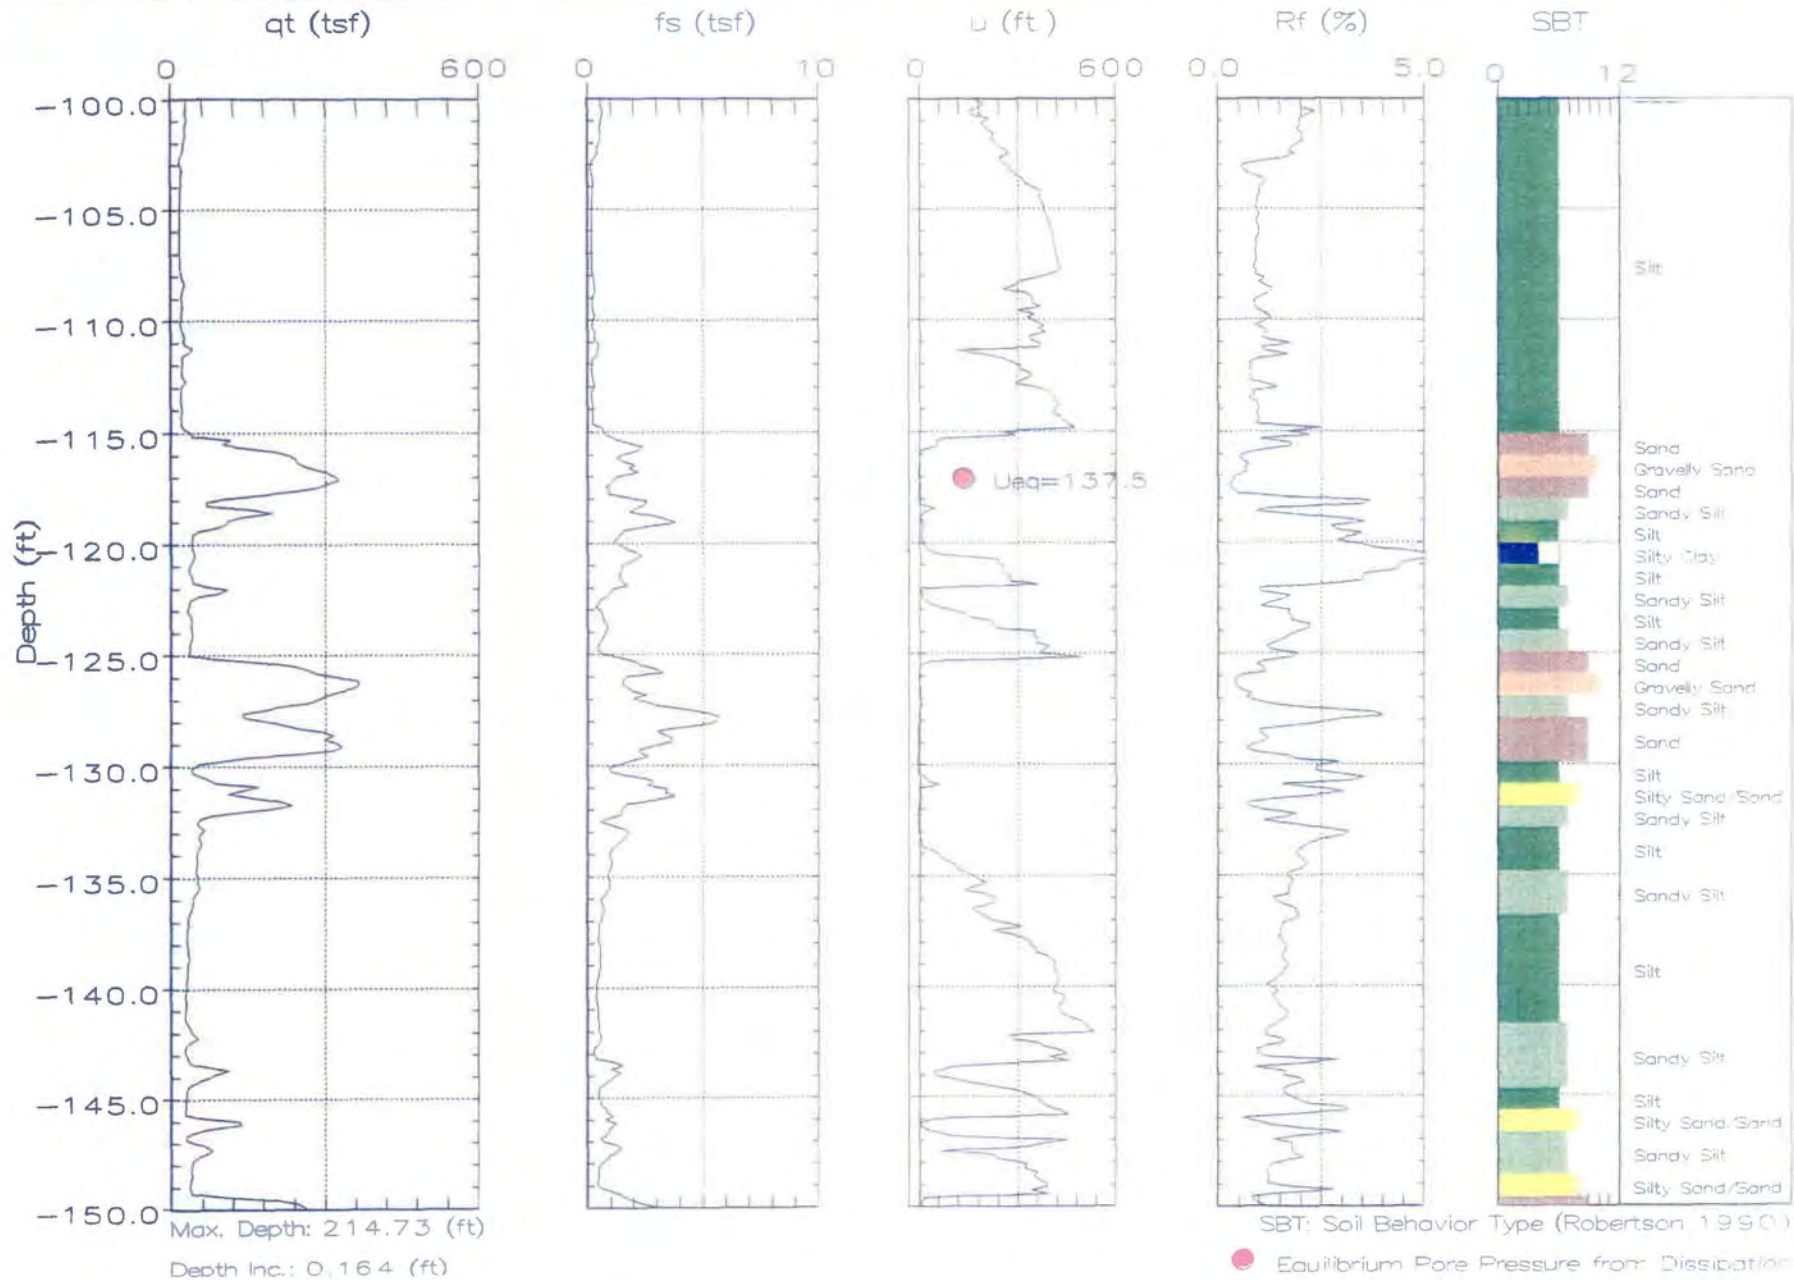 qt (tsf) fs (tsf) u (ft.) Rf (%) SBT
0 600 0 10 0 600 0.0 5.0 0 12
-100.0
-105.0
-110.0
-115.0
-120.0
-125.0
-130.0
-135.0
-140.0
-145.0
-150.0
Depth (ft)
Ueq=137.5
Silt
Sand
Gravelly Sand
Sand
Sandy Silt
Silt
Silty Clay
Silt
Sandy Silt
Silt
Sandy Silt
Sand
Gravelly Sand
Sandy Silt
Sand
Silt
Silty Sand/Sand
Sandy Silt
Silt
Sandy Silt
Silt
Sandy Silt
Silt
Silty Sand/Sand
Sandy Silt
Silty Sand/Sand
Max. Depth: 214.73 (ft)
Depth Inc.: 0.164 (ft)
SBT: Soil Behavior Type (Robertson 1990)
Equilibrium Pore Pressure from Dissipation